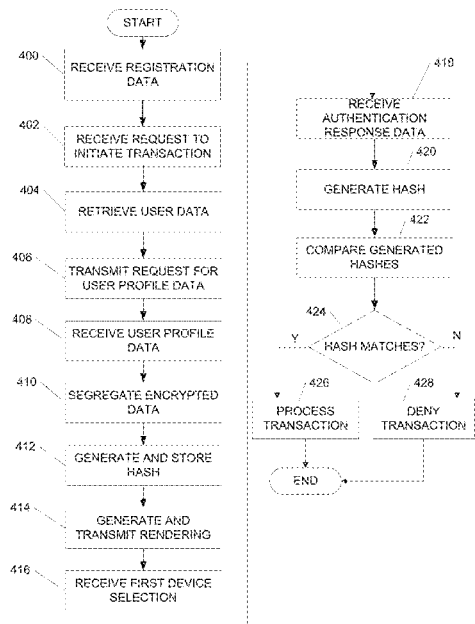 START
400
RECEIVE REGISTRATION
DATA
402
RECEIVE REQUEST TO
INITIATE TRANSACTION
404
RETRIEVE USER DATA
406
TRANSMIT REQUEST FOR
USER PROFILE DATA
408
RECEIVE USER PROFILE
DATA
410
SEGREGATE ENCRYPTED
DATA
412
GENERATE AND STORE
HASH
414
GENERATE AND
TRANSMIT RENDERING
416
RECEIVE FIRST DEVICE
SELECTION
418
RECEIVE
AUTHENTICATION
RESPONSE DATA
420
GENERATE HASH
422
COMPARE GENERATED
HASHES
424
Y
HASH MATCHES?
N
426
PROCESS
TRANSACTION
428
DENY
TRANSACTION
END